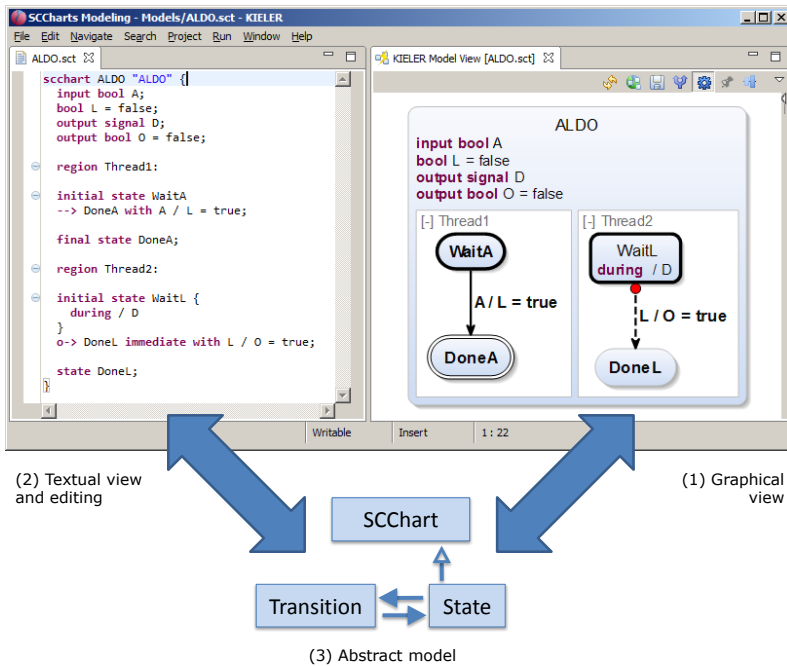 SCCharts Modeling - Models/ALDO.sct - KIELER
File Edit Navigate Search Project Run Window Help
ALDO.sct
scchart ALDO "ALDO" {
input bool A;
bool L = false;
output signal D;
output bool O = false;
region Thread1:
initial state WaitA
--> DoneA with A / L = true;
final state DoneA;
region Thread2:
initial state WaitL {
during / D
}
o-> DoneL immediate with L / O = true;
state DoneL;
}
KIELER Model View [ALDO.sct]
ALDO
input bool A
bool L = false
output signal D
output bool O = false
[-] Thread1
WaitA
A / L = true
DoneA
[-] Thread2
WaitL
during / D
L / O = true
DoneL
Writable Insert 1 : 22
(2) Textual view
and editing
(1) Graphical
view
SCChart
Transition
State
(3) Abstract model